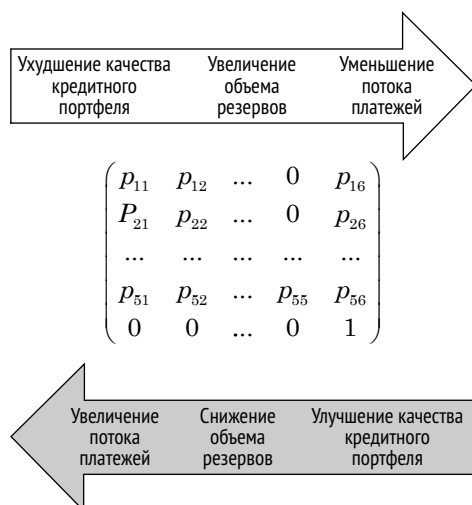 Ухудшение качества Увеличение Уменьшение
кредитного объема потока
портфеля резервов платежей
p11 p12 ... 0 p16
P21 p22 ... 0 p26
... ... ... ... ...
p51 p52 ... p55 p56
0 0 ... 0 1
Увеличение Снижение Улучшение качества
потока объема кредитного
платежей резервов портфеля